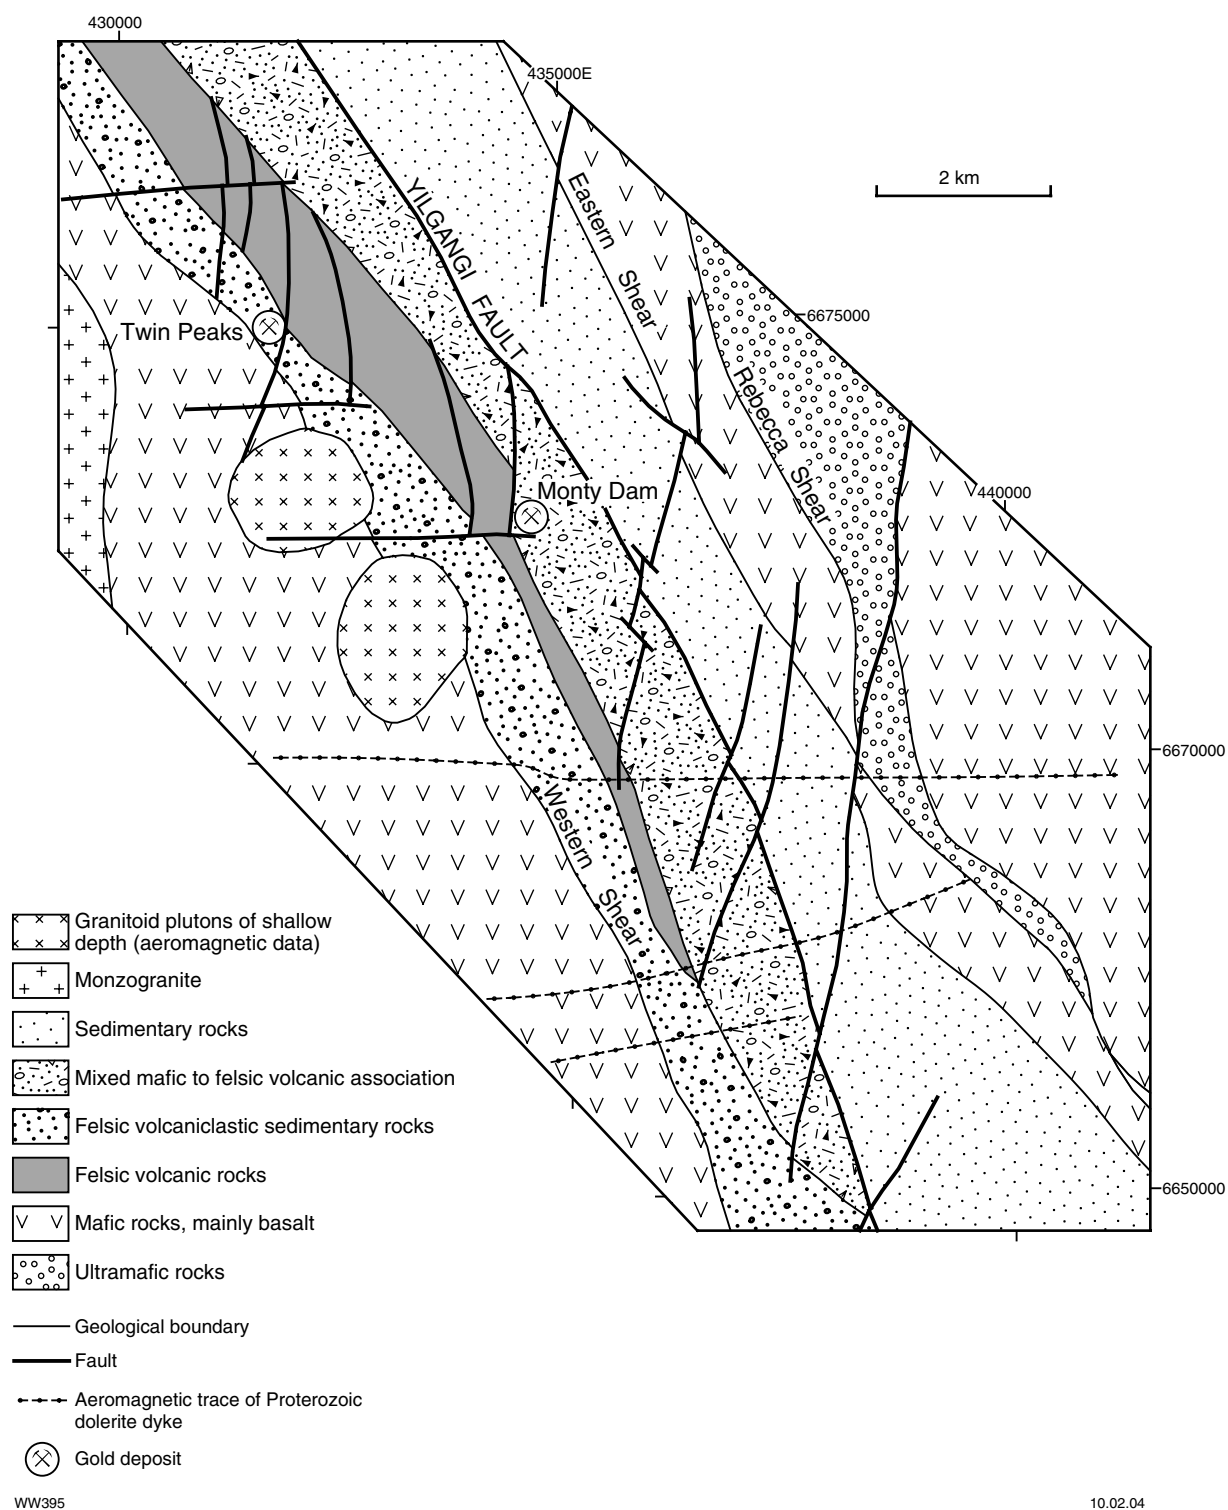 430000
435000E
2 km
YILGANGI FAULT
Eastern Shear
6675000
Twin Peaks
Rebecca Shear
Monty Dam
440000
6670000
Western Shear
Granitoid plutons of shallow
depth (aeromagnetic data)
Monzogranite
Sedimentary rocks
Mixed mafic to felsic volcanic association
Felsic volcaniclastic sedimentary rocks
Felsic volcanic rocks
6650000
Mafic rocks, mainly basalt
Ultramafic rocks
Geological boundary
Fault
Aeromagnetic trace of Proterozoic
dolerite dyke
Gold deposit
WW395
10.02.04